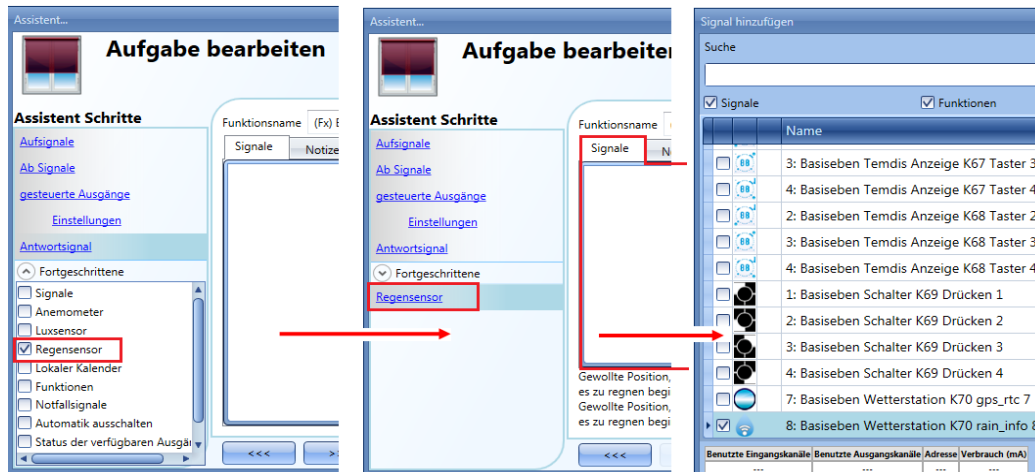 Assistent...
Aufgabe bearbeiten
Assistent Schritte
Aufsignale
Ab Signale
gesteuerte Ausgänge
Einstellungen
Antwortsignal
Fortgeschrittene
Signale
Anemometer
Luxsensor
Regensensor
Lokaler Kalender
Funktionen
Notfallsignale
Automatik ausschalten
Status der verfügbaren Ausgä
Funktionsname (Fx) E
Signale Notize
<<< >
Assistent...
Aufgabe bearbeiter
Assistent Schritte
Aufsignale
Ab Signale
gesteuerte Ausgänge
Einstellungen
Antwortsignal
Fortgeschrittene
Regensensor
Funktionsname
Signale N
Gewollte Position,
es zu regnen begi
Gewollte Position,
es zu regnen begi
<<<
Signal hinzufügen
Suche
Signale Funktionen
Name
3: Basiseben Temdis Anzeige K67 Taster 3
4: Basiseben Temdis Anzeige K67 Taster 4
2: Basiseben Temdis Anzeige K68 Taster 2
3: Basiseben Temdis Anzeige K68 Taster 3
4: Basiseben Temdis Anzeige K68 Taster 4
1: Basiseben Schalter K69 Drücken 1
2: Basiseben Schalter K69 Drücken 2
3: Basiseben Schalter K69 Drücken 3
4: Basiseben Schalter K69 Drücken 4
7: Basiseben Wetterstation K70 gps_rtc 7
8: Basiseben Wetterstation K70 rain_info 8
Benutzte Eingangskanäle Benutzte Ausgangskanäle Adresse Verbrauch (mA)
--- --- --- ---